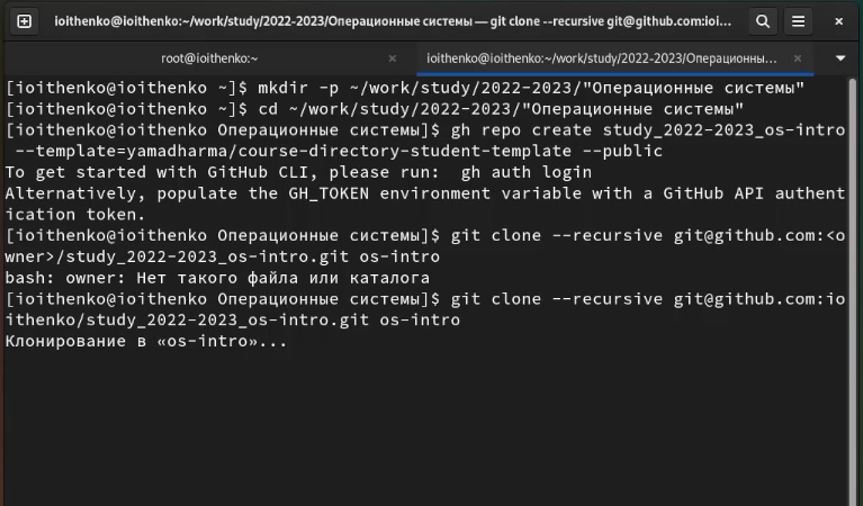 ioithenko@ioithenko:~/work/study/2022-2023/Операционные системы — git clone --recursive git@github.com:ioi...
root@ioithenko:~
ioithenko@ioithenko:~/work/study/2022-2023/Операционны...
[ioithenko@ioithenko ~]$ mkdir -p ~/work/study/2022-2023/"Операционные системы"
[ioithenko@ioithenko ~]$ cd ~/work/study/2022-2023/"Операционные системы"
[ioithenko@ioithenko Операционные системы]$ gh repo create study_2022-2023_os-intro
--template=yamadharma/course-directory-student-template --public
To get started with GitHub CLI, please run:  gh auth login
Alternatively, populate the GH_TOKEN environment variable with a GitHub API authent
ication token.
[ioithenko@ioithenko Операционные системы]$ git clone --recursive git@github.com:<o
wner>/study_2022-2023_os-intro.git os-intro
bash: owner: Нет такого файла или каталога
[ioithenko@ioithenko Операционные системы]$ git clone --recursive git@github.com:io
ithenko/study_2022-2023_os-intro.git os-intro
Клонирование в «os-intro»...